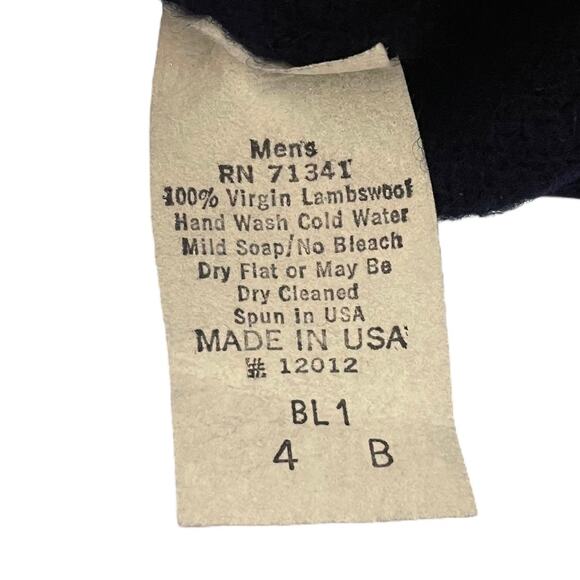 Mens
RN 71341
100% Virgin Lambswool
Hand Wash Cold Water
Mild Soap/No Bleach
Dry Flat or May Be
Dry Cleaned
Spun in USA
MADE IN USA
# 12012
BL1
4 B